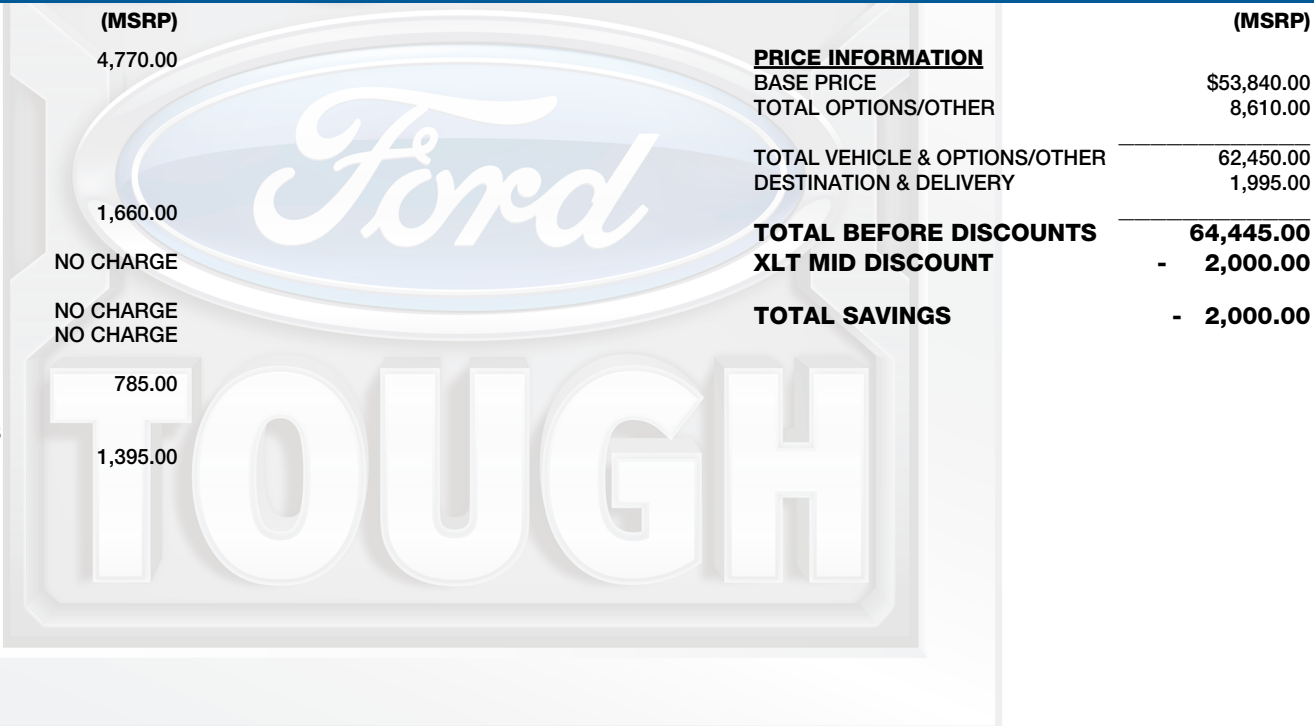 (MSRP)
4,770.00
1,660.00
NO CHARGE
NO CHARGE
NO CHARGE
785.00
1,395.00
Ford
TOUGH
(MSRP)
PRICE INFORMATION
BASE PRICE $53,840.00
TOTAL OPTIONS/OTHER 8,610.00
TOTAL VEHICLE & OPTIONS/OTHER 62,450.00
DESTINATION & DELIVERY 1,995.00
TOTAL BEFORE DISCOUNTS 64,445.00
XLT MID DISCOUNT - 2,000.00
TOTAL SAVINGS - 2,000.00